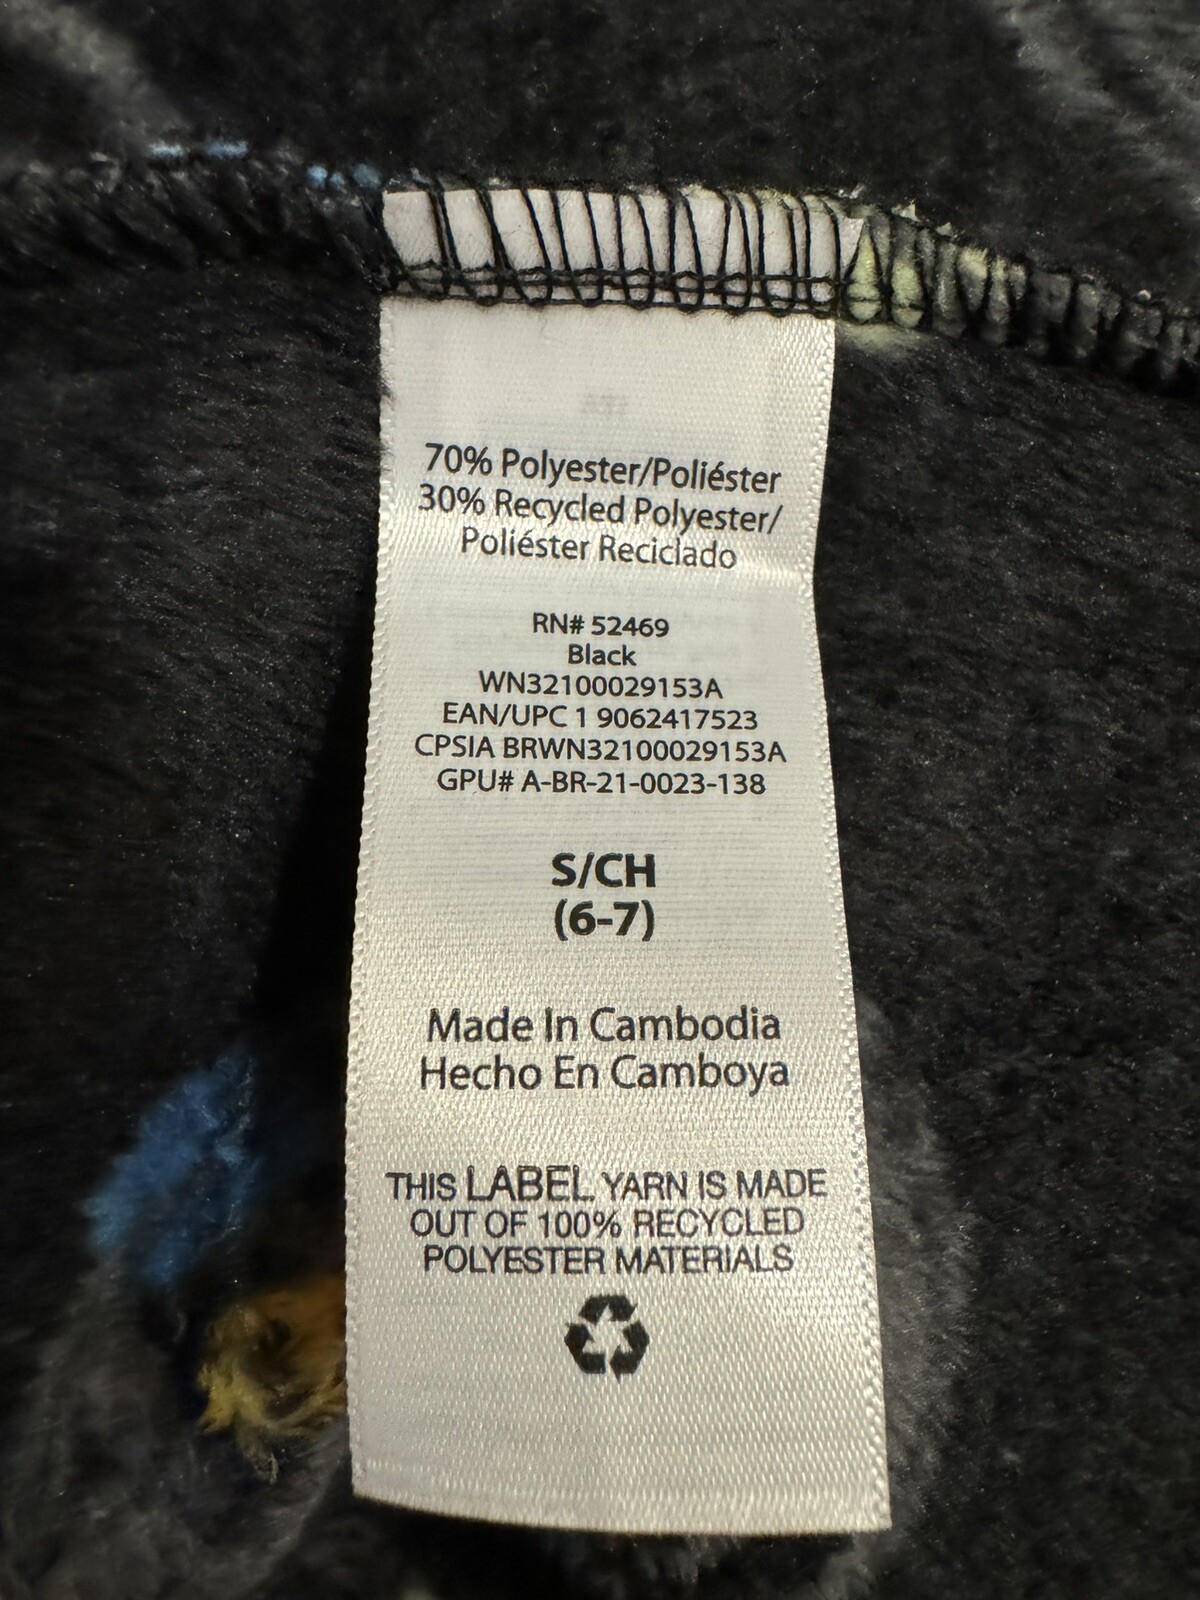 70% Polyester/Poliéster
30% Recycled Polyester/
Poliéster Reciclado
RN# 52469
Black
WN32100029153A
EAN/UPC 1 9062417523
CPSIA BRWN32100029153A
GPU# A-BR-21-0023-138
S/CH
(6-7)
Made In Cambodia
Hecho En Camboya
THIS LABEL YARN IS MADE
OUT OF 100% RECYCLED
POLYESTER MATERIALS